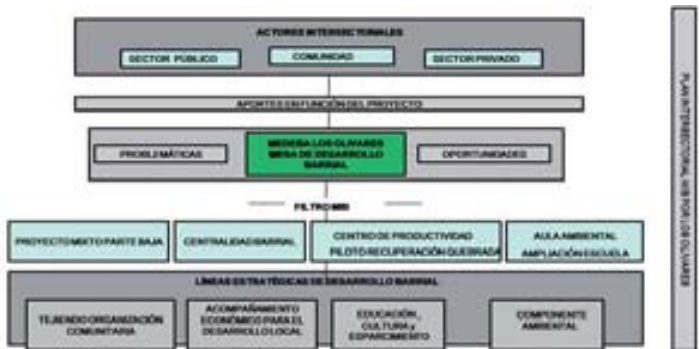 ACTORES INTERSECTORIALES
SECTOR PÚBLICO
COMUNIDAD
SECTOR PRIVADO
APORTES EN FUNCIÓN DEL PROYECTO
PROBLEMÁTICAS
MEDEBA LOS OLIVARES
MESA DE DESARROLLO
BARRIAL
OPORTUNIDADES
FILTRO MIB
PROYECTO MIXTO PARTE BAJA
CENTRALIDAD BARRIAL
CENTRO DE PRODUCTIVIDAD
PILOTO RECUPERACIÓN QUEBRADA
AULA AMBIENTAL
AMPLIACIÓN ESCUELA
LÍNEAS ESTRATÉGICAS DE DESARROLLO BARRIAL
TEJIENDO ORGANIZACIÓN
COMUNITARIA
ACOMPAÑAMIENTO
ECONÓMICO PARA EL
DESARROLLO LOCAL
EDUCACIÓN,
CULTURA y
ESPARCIMIENTO
COMPONENTE
AMBIENTAL
PLAN INTERSECTORIAL LOS OLIVARES